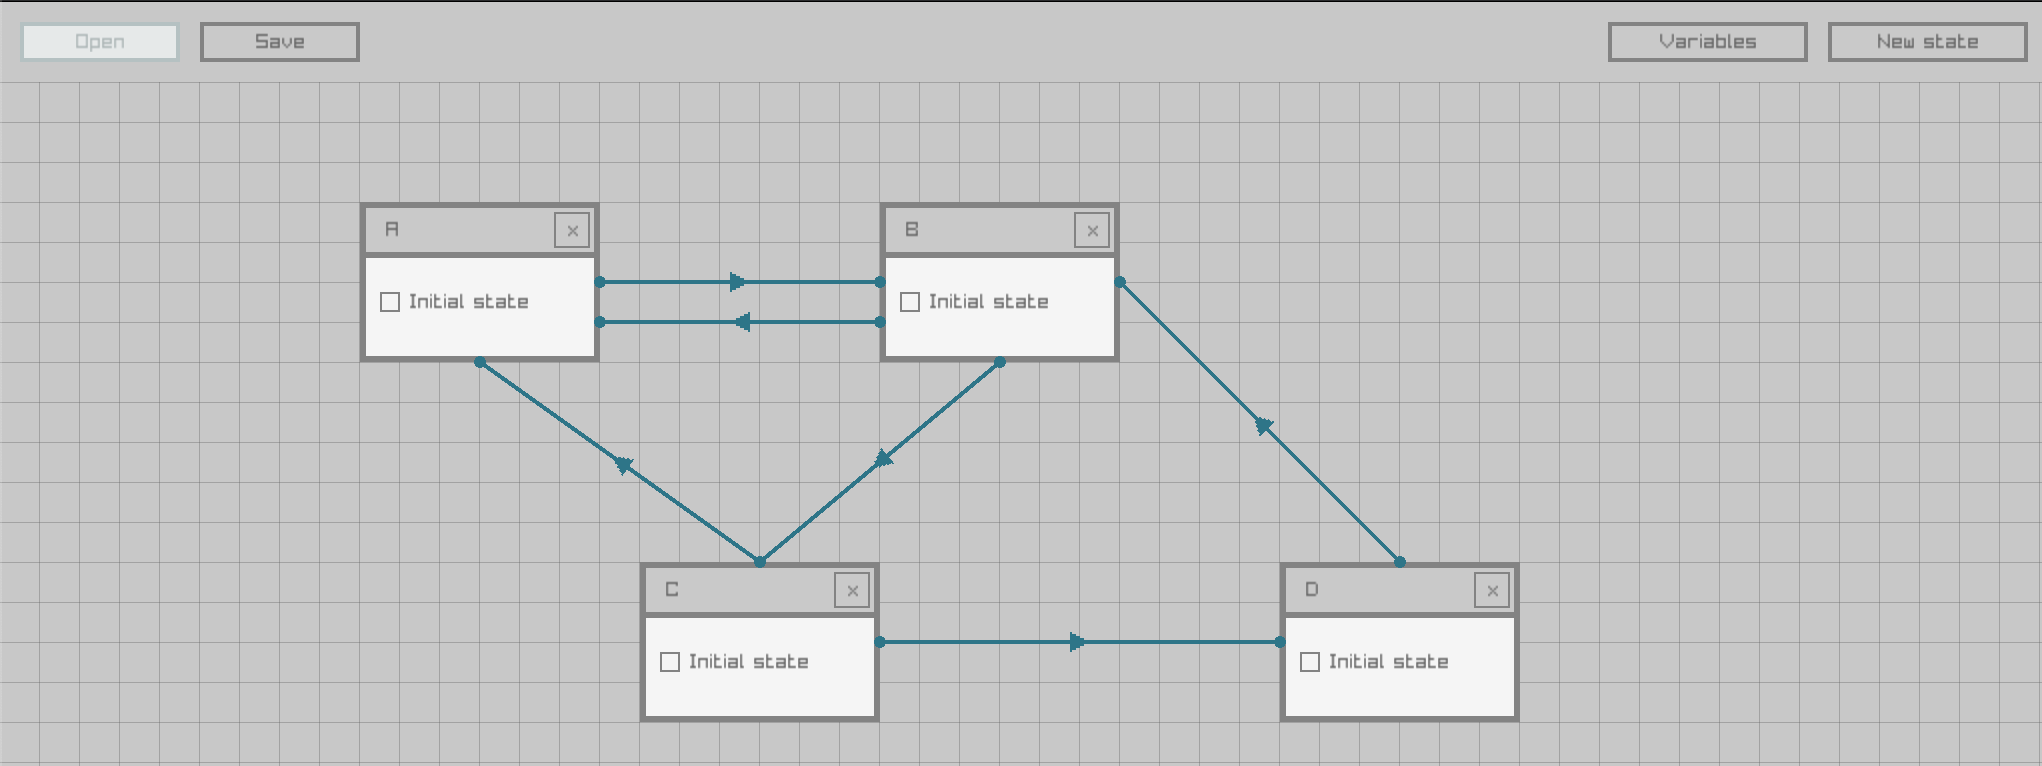 Open
Save
Variables
New state
A
x
B
x
Initial state
Initial state
C
x
D
x
Initial state
Initial state